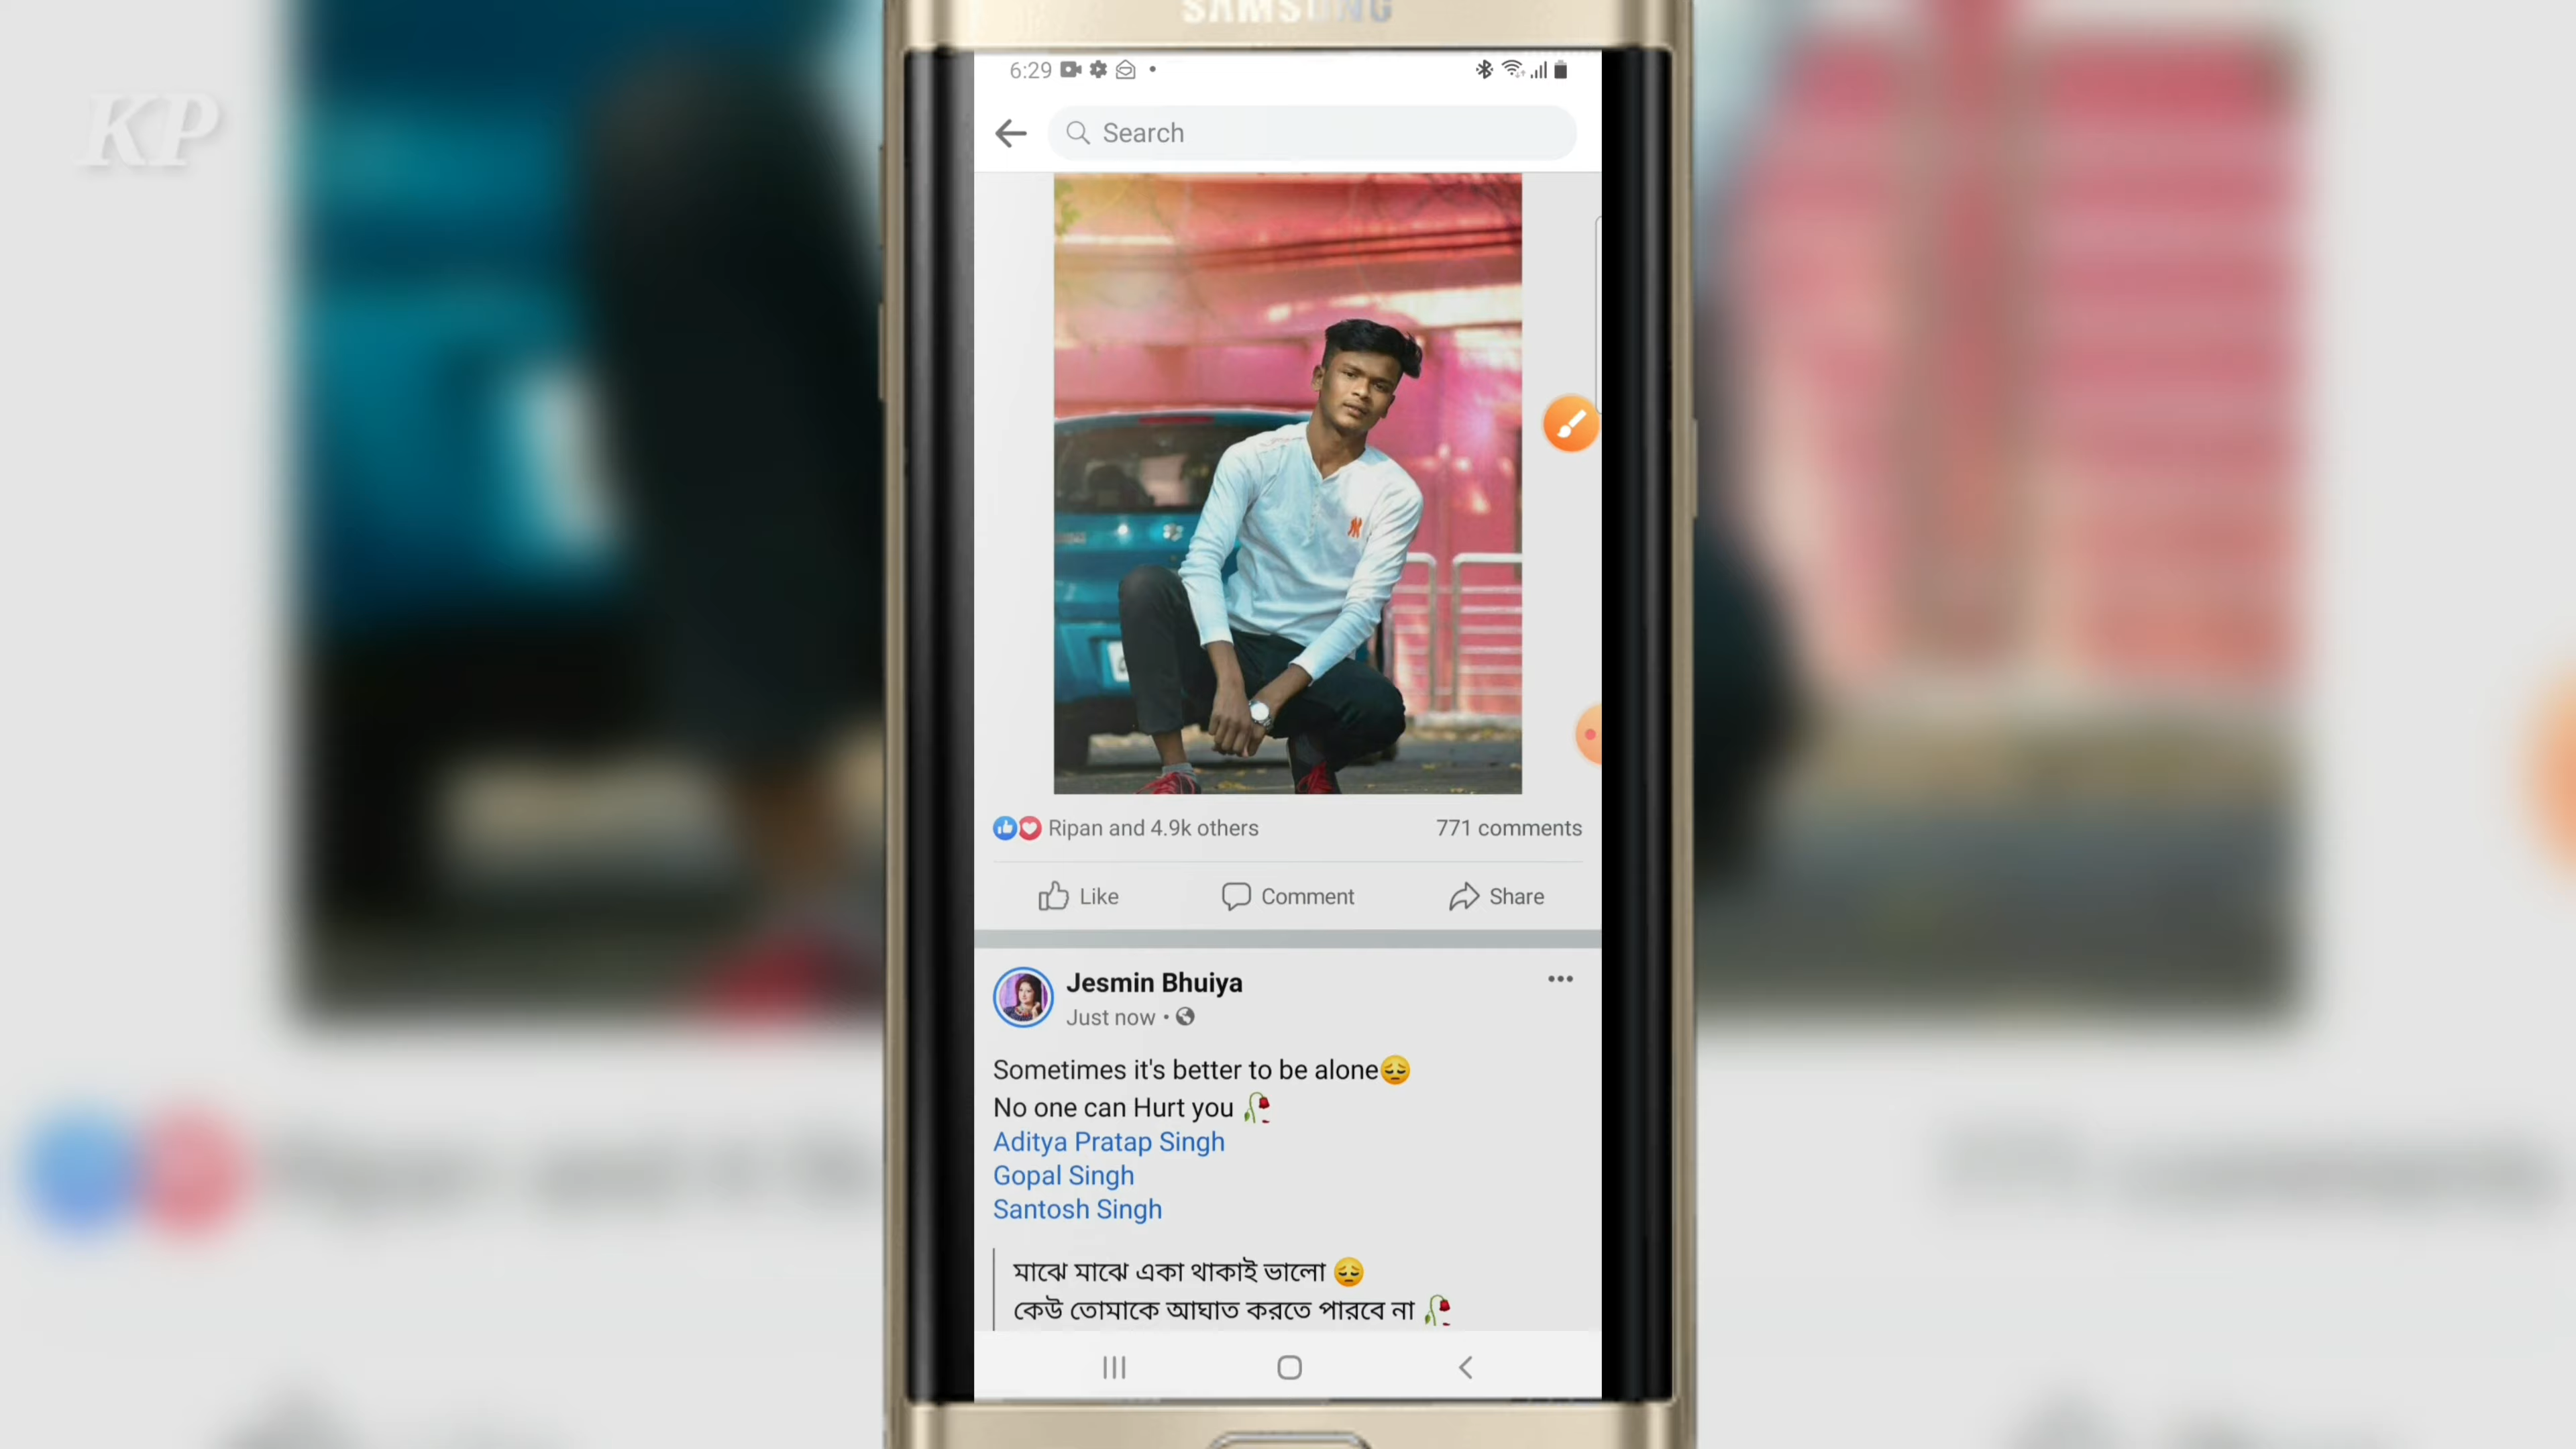 SAMSUNG
6:29
KP
Search
Ripan and 4.9k others
771 comments
Like
Comment
Share
Jesmin Bhuiya
Just now
Sometimes it's better to be alone😔
No one can Hurt you 🥀
Aditya Pratap Singh
Gopal Singh
Santosh Singh
মাঝে মাঝে একা থাকাই ভালো 😔
কেউ তোমাকে আঘাত করতে পারবে না 🥀